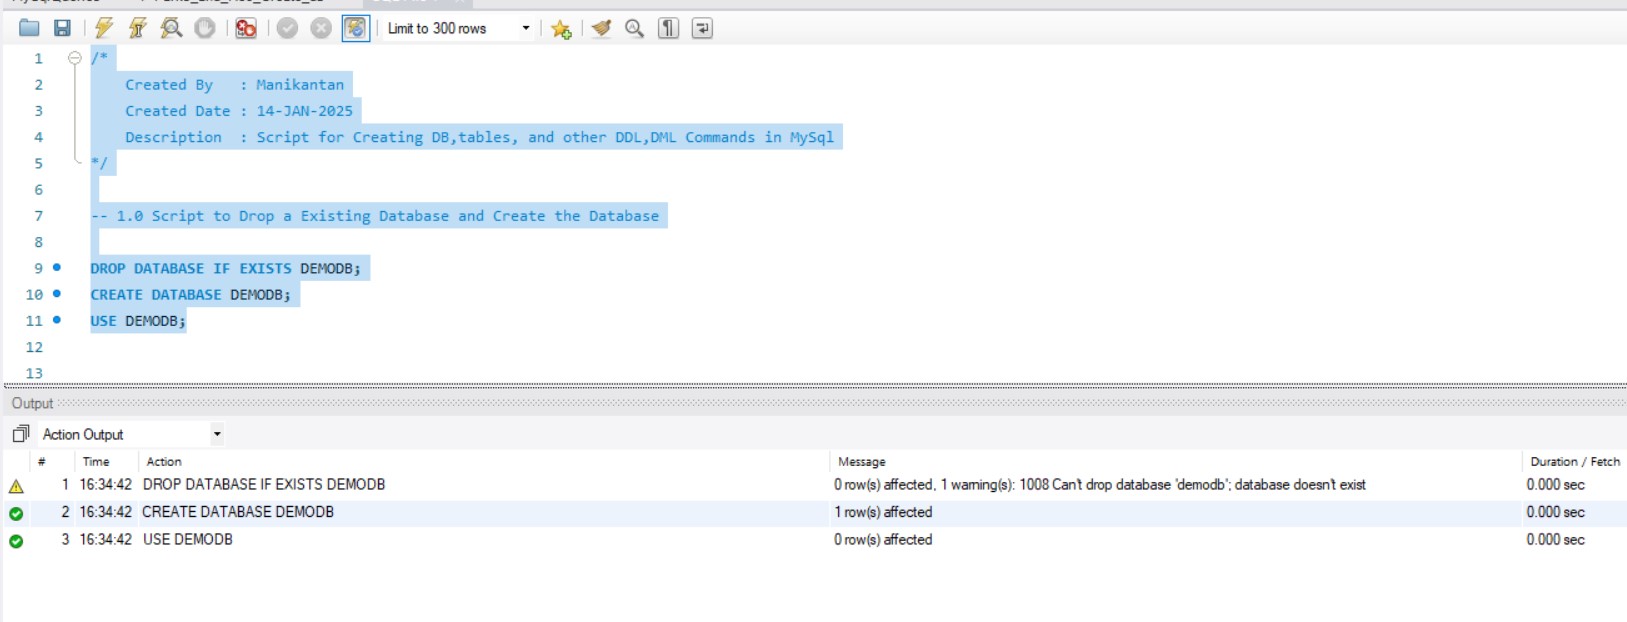 Limit to 300 rows
1 /*
2 Created By : Manikantan
3 Created Date : 14-JAN-2025
4 Description : Script for Creating DB,tables, and other DDL,DML Commands in MySql
5 */
6
7 -- 1.0 Script to Drop a Existing Database and Create the Database
8
9 DROP DATABASE IF EXISTS DEMODB;
10 CREATE DATABASE DEMODB;
11 USE DEMODB;
12
13
Output
Action Output
# Time Action Message Duration / Fetch
1 16:34:42 DROP DATABASE IF EXISTS DEMODB 0 row(s) affected, 1 warning(s): 1008 Can't drop database 'demodb'; database doesn't exist 0.000 sec
2 16:34:42 CREATE DATABASE DEMODB 1 row(s) affected 0.000 sec
3 16:34:42 USE DEMODB 0 row(s) affected 0.000 sec